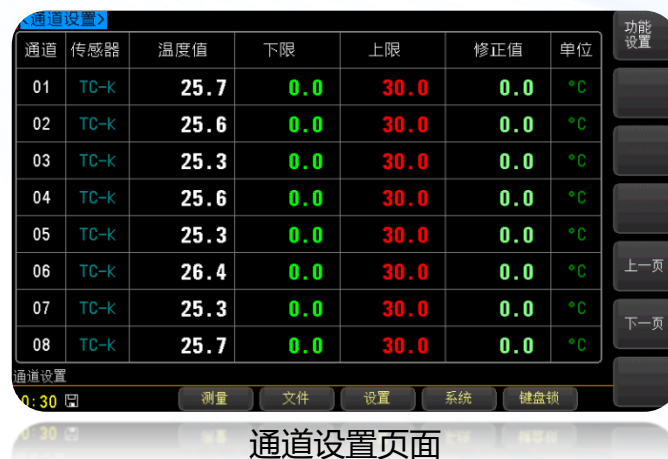 <通道设置>
功能
设置
通道 传感器 温度值 下限 上限 修正值 单位
01 TC-K 25.7 0.0 30.0 0.0 °C
02 TC-K 25.6 0.0 30.0 0.0 °C
03 TC-K 25.3 0.0 30.0 0.0 °C
04 TC-K 25.6 0.0 30.0 0.0 °C
05 TC-K 25.3 0.0 30.0 0.0 °C
06 TC-K 26.4 0.0 30.0 0.0 °C
上一页
07 TC-K 25.3 0.0 30.0 0.0 °C
下一页
08 TC-K 25.7 0.0 30.0 0.0 °C
通道设置
0:30 测量 文件 设置 系统 键盘锁
通道设置页面